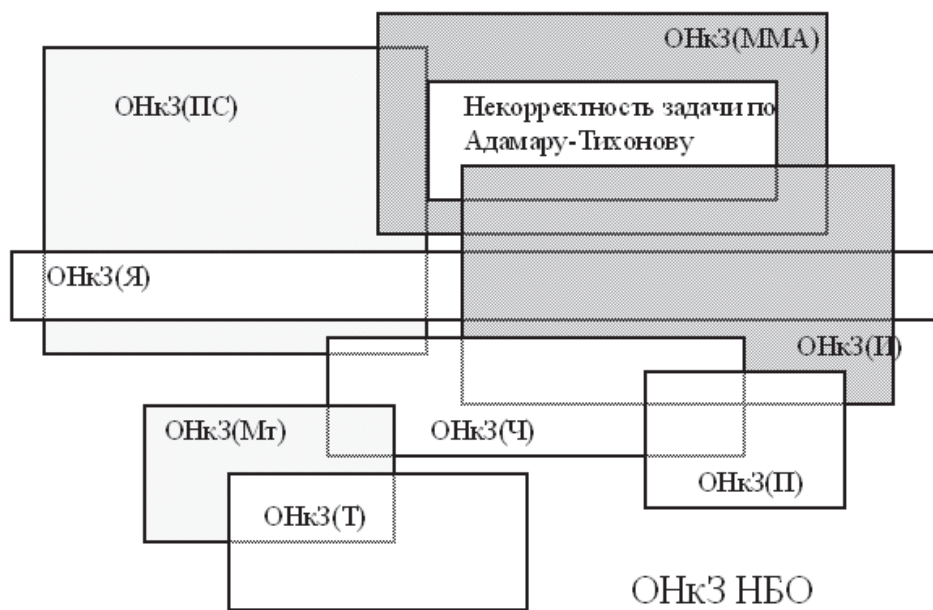 ОНкЗ(ММА)
ОНкЗ(ПС)
Некорректность задачи по
Адамару-Тихонову
ОНкЗ(Я)
ОНкЗ(И)
ОНкЗ(Мт)
ОНкЗ(Ч)
ОНкЗ(П)
ОНкЗ(Т)
ОНкЗ НБО